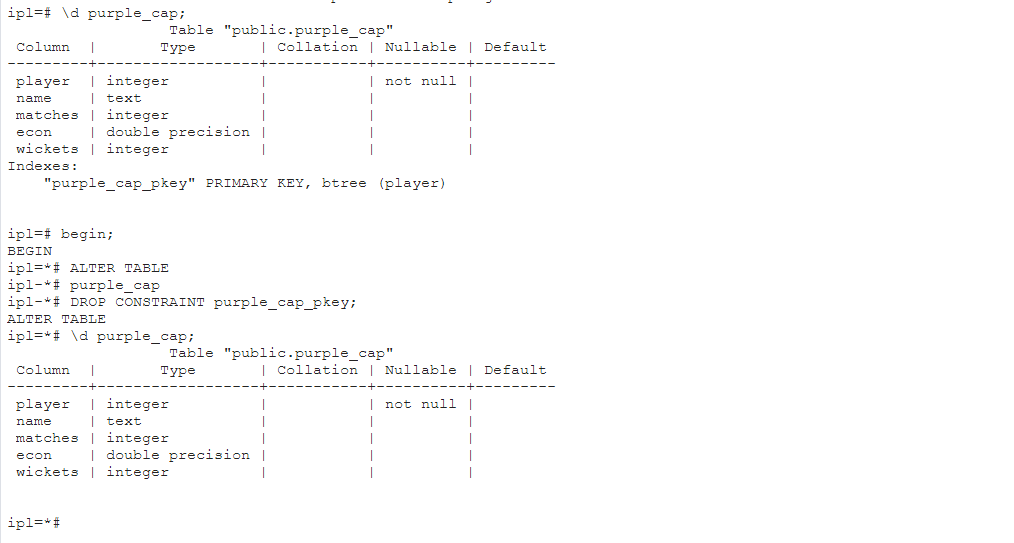 ipl=# \d purple_cap;
                  Table "public.purple_cap"
 Column  |       Type       | Collation | Nullable | Default
---------+------------------+-----------+----------+---------
 player  | integer          |           | not null |
 name    | text             |           |          |
 matches | integer          |           |          |
 econ    | double precision |           |          |
 wickets | integer          |           |          |
Indexes:
    "purple_cap_pkey" PRIMARY KEY, btree (player)
ipl=# begin;
BEGIN
ipl=*# ALTER TABLE
ipl-*# purple_cap
ipl-*# DROP CONSTRAINT purple_cap_pkey;
ALTER TABLE
ipl=*# \d purple_cap;
                  Table "public.purple_cap"
 Column  |       Type       | Collation | Nullable | Default
---------+------------------+-----------+----------+---------
 player  | integer          |           | not null |
 name    | text             |           |          |
 matches | integer          |           |          |
 econ    | double precision |           |          |
 wickets | integer          |           |          |
ipl=*#